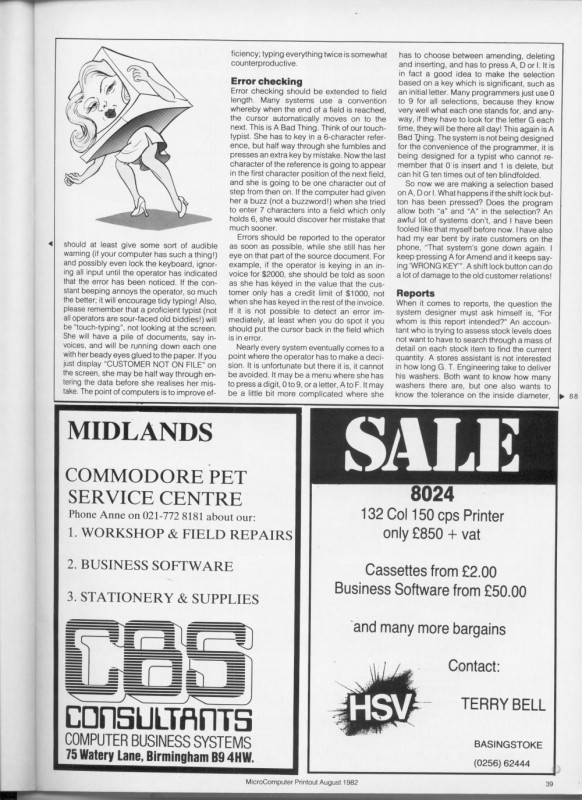 should at least give some sort of audible
warning (if your computer has such a thing!)
and possibly even lock the keyboard, ignor-
ing all input until the operator has indicated
that the error has been noticed. If the con-
stant beeping annoys the operator, so much
the better; it will encourage tidy typing! Also,
please remember that a proficient typist (not
all operators are sour-faced old biddies!) will
be "touch-typing", not looking at the screen.
She will have a pile of documents, say in-
voices, and will be running down each one
with her beady eyes glued to the paper. If you
just display "CUSTOMER NOT ON FILE" on
the screen, she may be half way through en-
tering the data before she realises her mis-
take. The point of computers is to improve ef-
ficiency; typing everything twice is somewhat
counterproductive.
Error checking
Error checking should be extended to field
length. Many systems use a convention
whereby when the end of a field is reached,
the cursor automatically moves on to the
next. This is A Bad Thing. Think of our touch-
typist. She has to key in a 6-character refer-
ence, but half way through she fumbles and
presses an extra key by mistake. Now the last
character of the reference is going to appear
in the first character position of the next field,
and she is going to be one character out of
step from then on. If the computer had given
her a buzz (not a buzzword!) when she tried
to enter 7 characters into a field which only
holds 6, she would discover her mistake that
much sooner.
Errors should be reported to the operator
as soon as possible, while she still has her
eye on that part of the source document. For
example, if the operator is keying in an in-
voice for $2000, she should be told as soon
as she has keyed in the value that the cus-
tomer only has a credit limit of $1000, not
when she has keyed in the rest of the invoice.
If it is not possible to detect an error im-
mediately, at least when you do spot it you
should put the cursor back in the field which
is in error.
Nearly every system eventually comes to a
point where the operator has to make a deci-
sion. It is unfortunate but there it is, it cannot
be avoided. It may be a menu where she has
to press a digit, 0 to 9, or a letter, A to F. It may
be a little bit more complicated where she
has to choose between amending, deleting
and inserting, and has to press A, D or I. It is
in fact a good idea to make the selection
based on a key which is significant, such as
an initial letter. Many programmers just use 0
to 9 for all selections, because they know
very well what each one stands for, and any-
way, if they have to look for the letter G each
time, they will be there all day! This again is A
Bad Thing. The system is not being designed
for the convenience of the programmer, it is
being designed for a typist who cannot re-
member that 0 is insert and 1 is delete, but
can hit G ten times out of ten blindfolded.
So now we are making a selection based
on A, D or I. What happens if the shift lock but-
ton has been pressed? Does the program
allow both "a" and "A" in the selection? An
awful lot of systems don't, and I have been
fooled like that myself before now. I have also
had my ear bent by irate customers on the
phone, "That system's gone down again. I
keep pressing A for Amend and it keeps say-
ing 'WRONG KEY'". A shift lock button can do
a lot of damage to the old customer relations!
Reports
When it comes to reports, the question the
system designer must ask himself is, "For
whom is this report intended?" An accoun-
tant who is trying to assess stock levels does
not want to have to search through a mass of
detail on each stock item to find the current
quantity. A stores assistant is not interested
in how long G. T. Engineering take to deliver
his washers. Both want to know how many
washers there are, but one also wants to
know the tolerance on the inside diameter,
68
MIDLANDS
COMMODORE PET
SERVICE CENTRE
Phone Anne on 021-772 8181 about our:
1. WORKSHOP & FIELD REPAIRS
2. BUSINESS SOFTWARE
3. STATIONERY & SUPPLIES
CBS
CONSULTANTS
COMPUTER BUSINESS SYSTEMS
75 Watery Lane, Birmingham B9 4HW.
SALE
8024
132 Col 150 cps Printer
only £850 + vat
Cassettes from £2.00
Business Software from £50.00
and many more bargains
Contact:
HSV
TERRY BELL
BASINGSTOKE
(0256) 62444
MicroComputer Printout August 1982
39